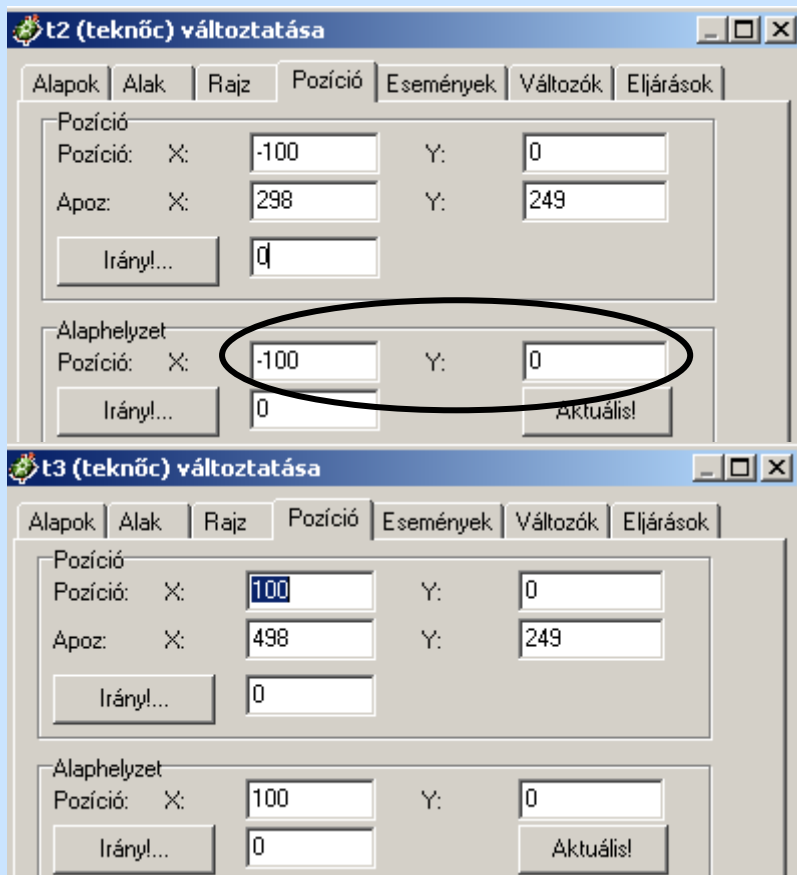 t2 (teknőc) változtatása
Alapok Alak Rajz Pozíció Események Változók Eljárások
Pozíció
Pozíció: X: -100 Y: 0
Apoz: X: 298 Y: 249
Irány!... 0
Alaphelyzet
Pozíció: X: -100 Y: 0
Irány!... 0 Aktuális!
t3 (teknőc) változtatása
Alapok Alak Rajz Pozíció Események Változók Eljárások
Pozíció
Pozíció: X: 100 Y: 0
Apoz: X: 498 Y: 249
Irány!... 0
Alaphelyzet
Pozíció: X: 100 Y: 0
Irány!... 0 Aktuális!